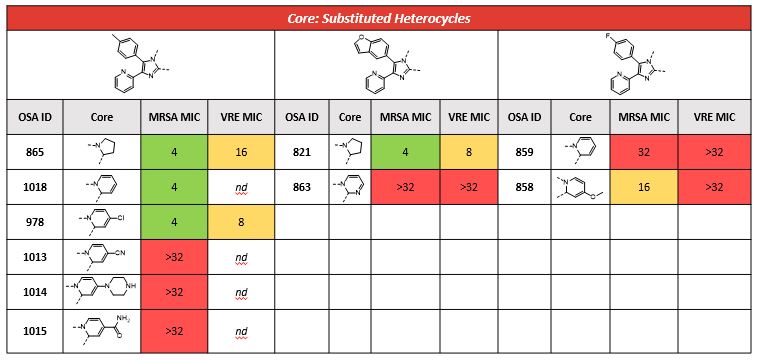 Core: Substituted Heterocycles
N N N
O N N N
F N N N
OSA ID Core MRSA MIC VRE MIC OSA ID Core MRSA MIC VRE MIC OSA ID Core MRSA MIC VRE MIC
865 N 4 16 821 N 4 8 859 N 32 >32
1018 N 4 nd 863 N N >32 >32 858 N O 16 >32
978 N Cl 4 8
1013 N CN >32 nd
1014 N N NH >32 nd
1015 N NH2 O >32 nd